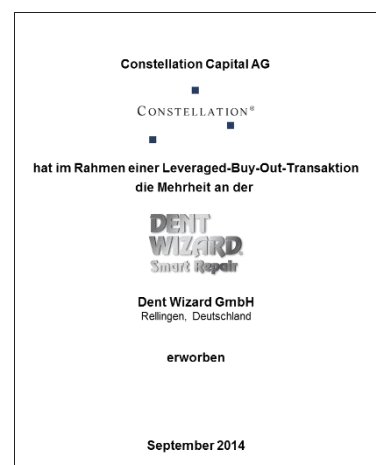 Constellation Capital AG
CONSTELLATION®
hat im Rahmen einer Leveraged-Buy-Out-Transaktion
die Mehrheit an der
DENT
WIZARD.
Smart Repair
Dent Wizard GmbH
Rellingen, Deutschland
erworben
September 2014